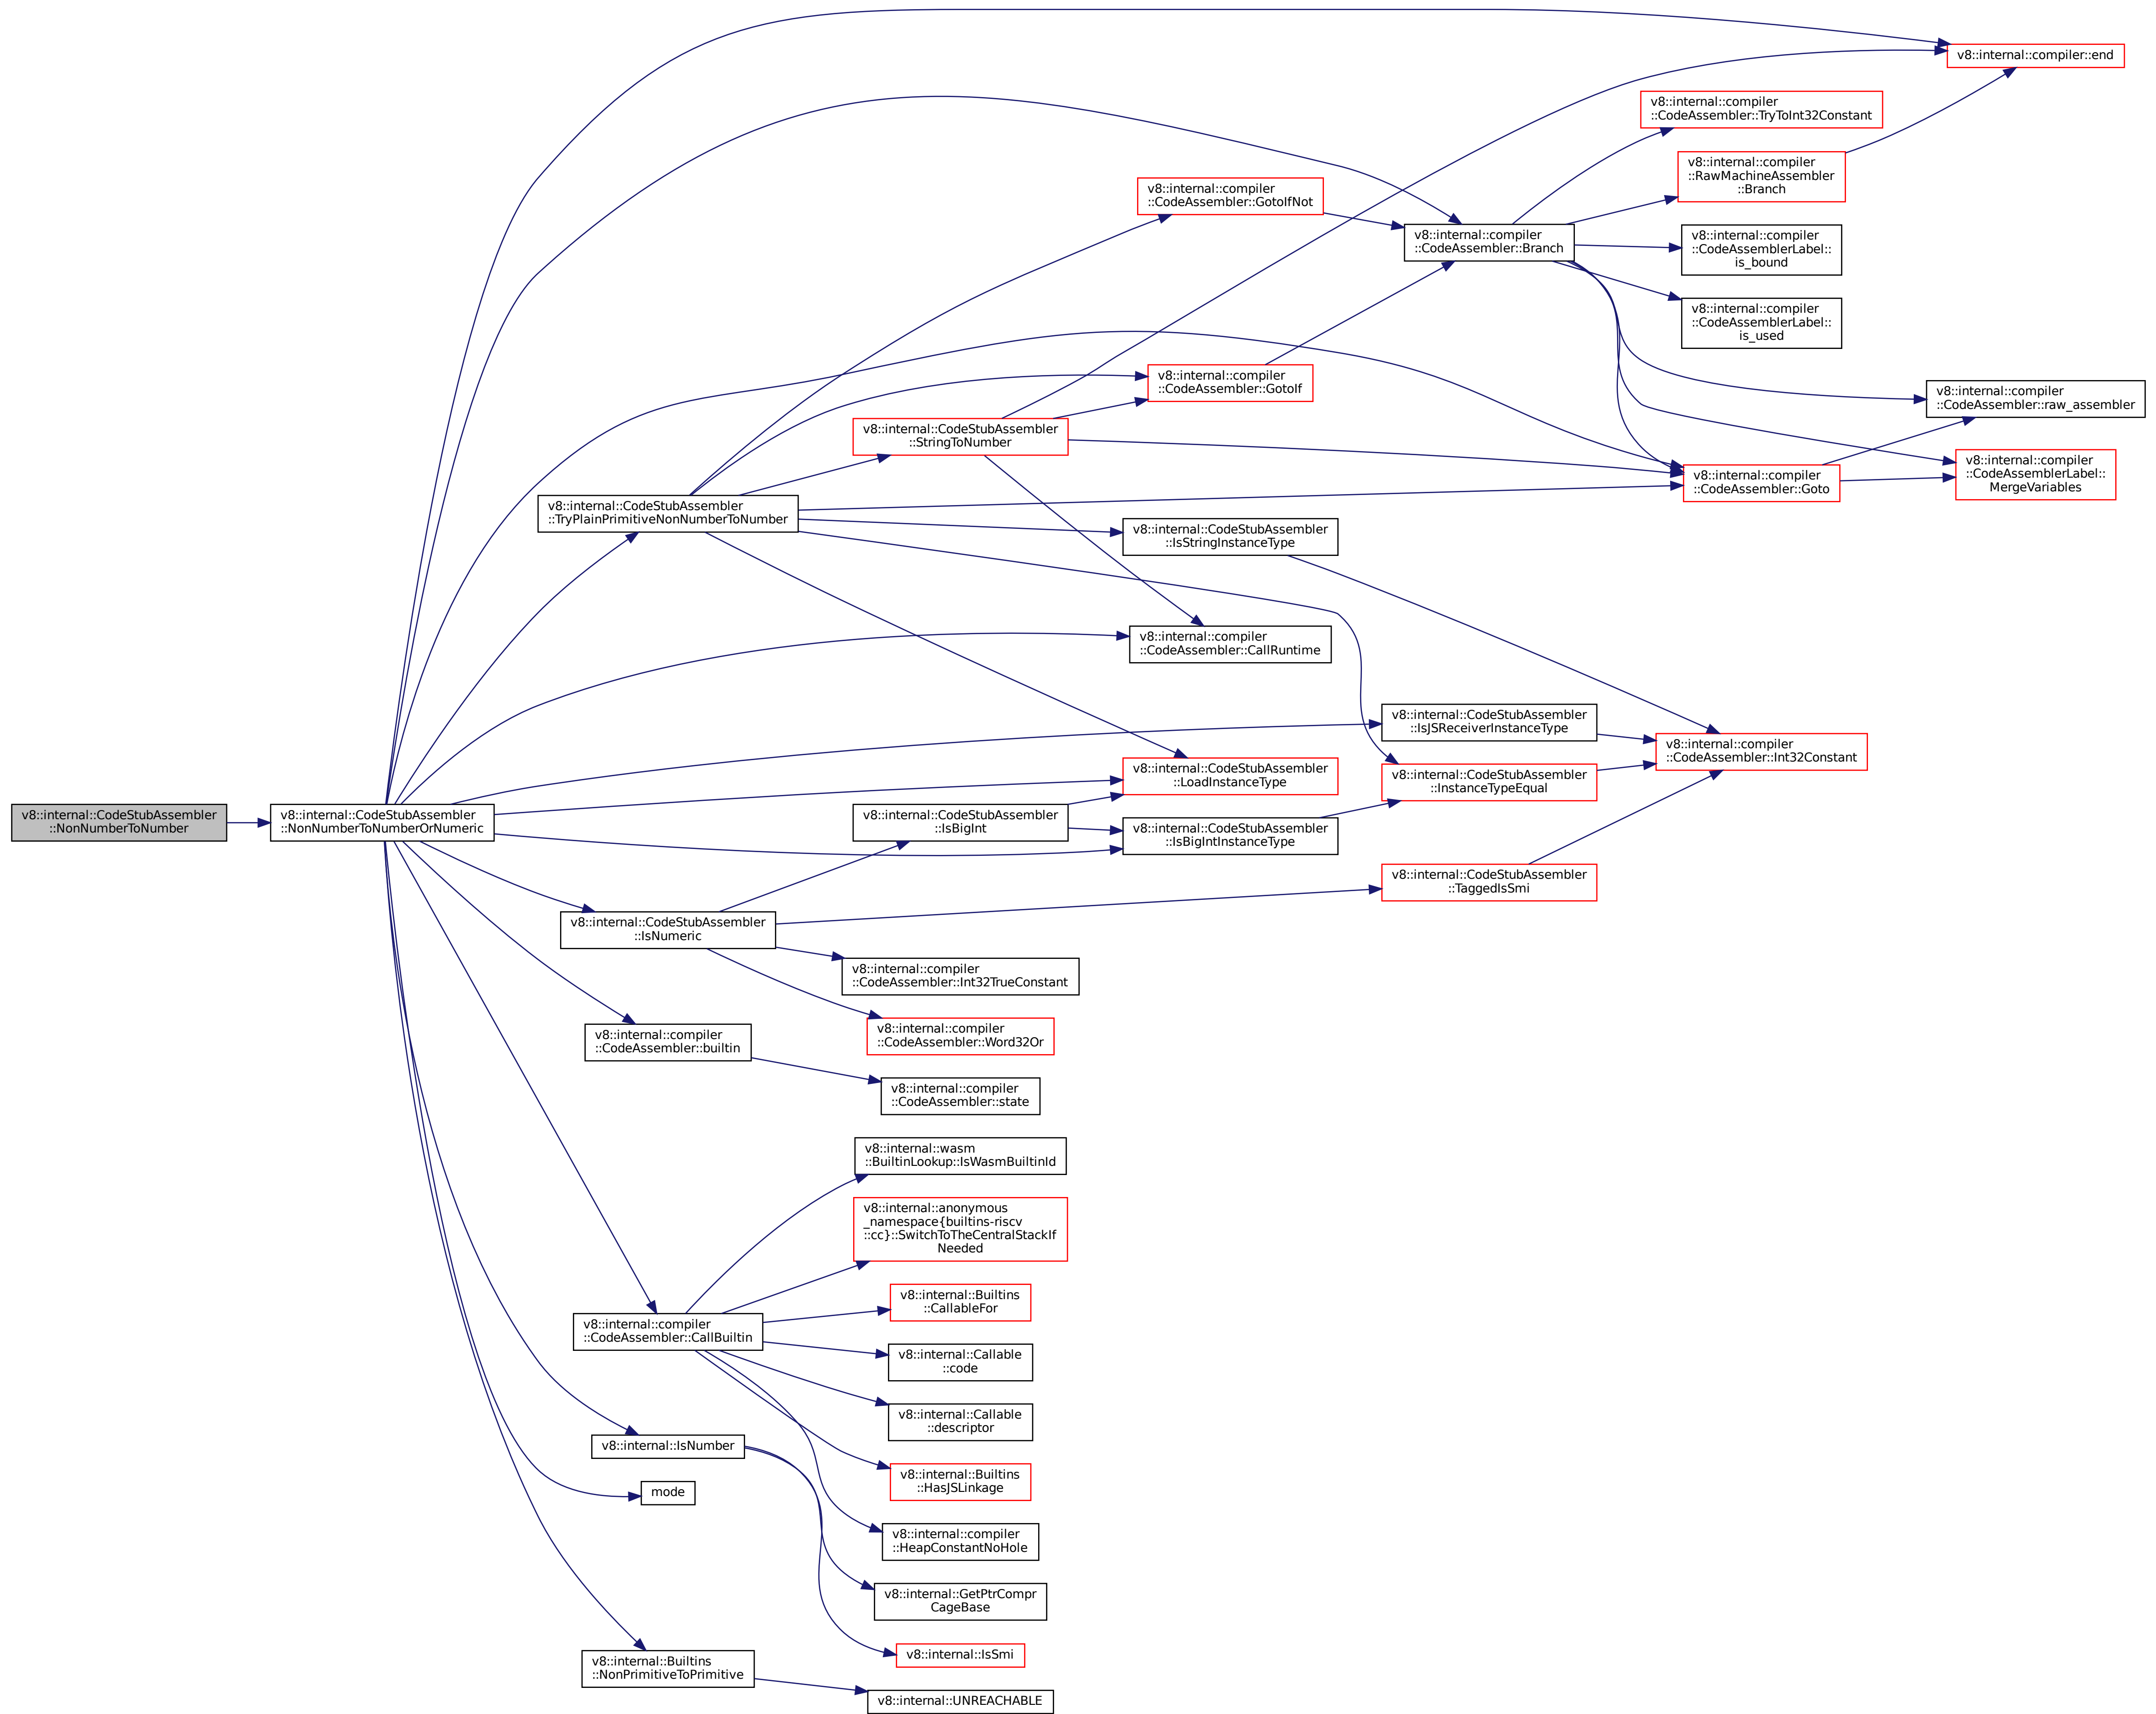 v8::internal::CodeStubAssembler
::NonNumberToNumber
v8::internal::CodeStubAssembler
::NonNumberToNumberOrNumeric
v8::internal::compiler::end
v8::internal::compiler
::CodeAssembler::TryToInt32Constant
v8::internal::compiler
::RawMachineAssembler
::Branch
v8::internal::compiler
::CodeAssembler::GotoIfNot
v8::internal::compiler
::CodeAssembler::Branch
v8::internal::compiler
::CodeAssemblerLabel::
is_bound
v8::internal::compiler
::CodeAssemblerLabel::
is_used
v8::internal::compiler
::CodeAssembler::GotoIf
v8::internal::compiler
::CodeAssembler::raw_assembler
v8::internal::CodeStubAssembler
::StringToNumber
v8::internal::compiler
::CodeAssemblerLabel::
MergeVariables
v8::internal::compiler
::CodeAssembler::Goto
v8::internal::CodeStubAssembler
::TryPlainPrimitiveNonNumberToNumber
v8::internal::CodeStubAssembler
::IsStringInstanceType
v8::internal::compiler
::CodeAssembler::CallRuntime
v8::internal::CodeStubAssembler
::IsJSReceiverInstanceType
v8::internal::compiler
::CodeAssembler::Int32Constant
v8::internal::CodeStubAssembler
::LoadInstanceType
v8::internal::CodeStubAssembler
::InstanceTypeEqual
v8::internal::CodeStubAssembler
::IsBigInt
v8::internal::CodeStubAssembler
::IsBigIntInstanceType
v8::internal::CodeStubAssembler
::TaggedIsSmi
v8::internal::CodeStubAssembler
::IsNumeric
v8::internal::compiler
::CodeAssembler::Int32TrueConstant
v8::internal::compiler
::CodeAssembler::Word32Or
v8::internal::compiler
::CodeAssembler::builtin
v8::internal::compiler
::CodeAssembler::state
v8::internal::wasm
::BuiltinLookup::IsWasmBuiltinId
v8::internal::anonymous
_namespace{builtins-riscv
::cc}::SwitchToTheCentralStackIf
Needed
v8::internal::Builtins
::CallableFor
v8::internal::compiler
::CodeAssembler::CallBuiltin
v8::internal::Callable
::code
v8::internal::Callable
::descriptor
v8::internal::IsNumber
v8::internal::Builtins
::HasJSLinkage
mode
v8::internal::compiler
::HeapConstantNoHole
v8::internal::GetPtrCompr
CageBase
v8::internal::IsSmi
v8::internal::Builtins
::NonPrimitiveToPrimitive
v8::internal::UNREACHABLE